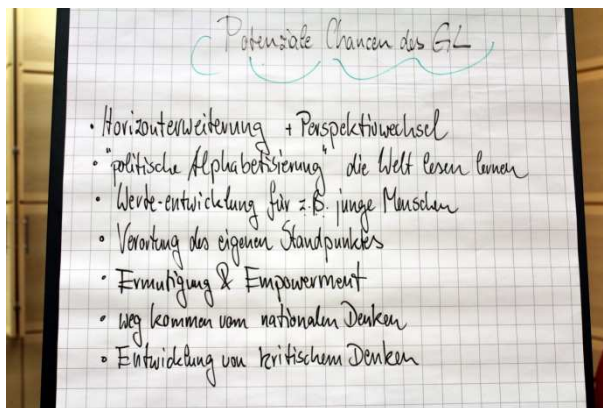 Potenziale Chancen des GL
• Horizonterweiterung + Perspektivwechsel
• "politische Alphabetisierung" die Welt lesen lernen
• Werte-entwicklung für z.B. junge Menschen
• Verortung des eigenen Standpunktes
• Ermutigung & Empowerment
• weg kommen vom nationalen Denken
• Entwicklung von kritischem Denken